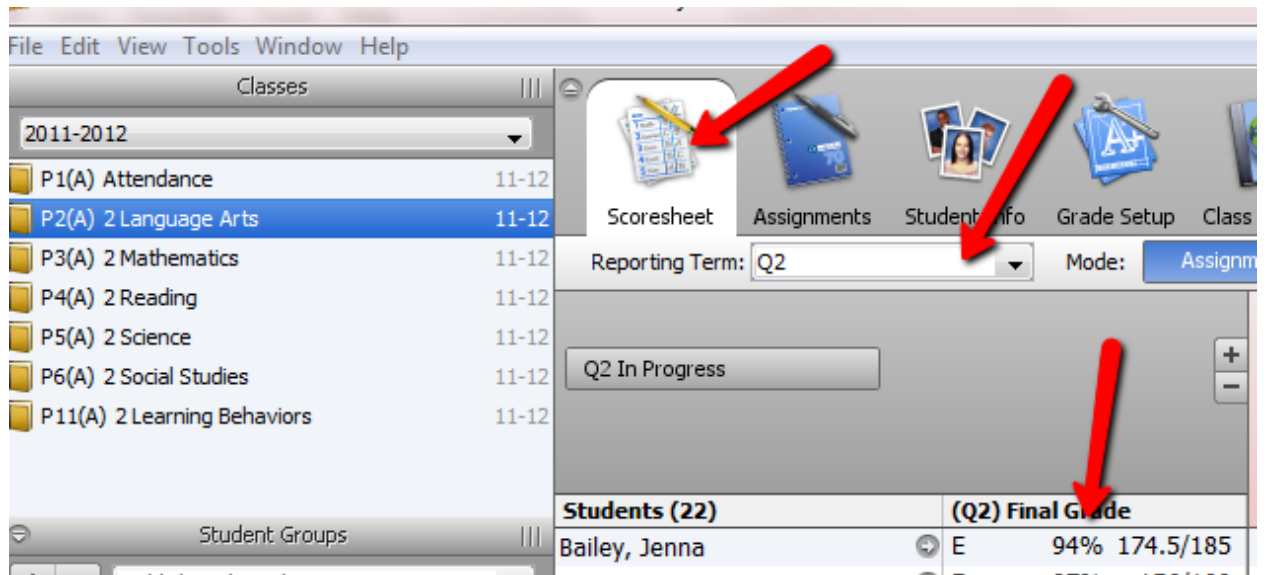 File Edit View Tools Window Help
Classes
2011-2012
P1(A) Attendance 11-12
P2(A) 2 Language Arts 11-12
P3(A) 2 Mathematics 11-12
P4(A) 2 Reading 11-12
P5(A) 2 Science 11-12
P6(A) 2 Social Studies 11-12
P11(A) 2 Learning Behaviors 11-12
Student Groups
Scoresheet Assignments Student Info Grade Setup Class
Reporting Term: Q2 Mode: Assignm
Q2 In Progress
+
−
Students (22) (Q2) Final Grade
Bailey, Jenna E 94% 174.5/185